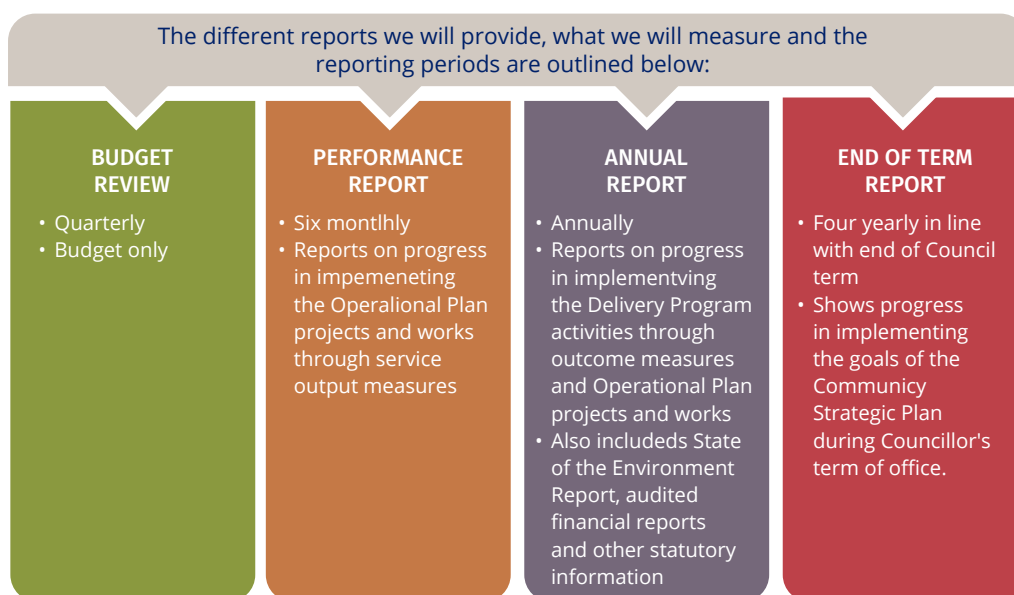 The different reports we will provide, what we will measure and the
reporting periods are outlined below:
BUDGET
REVIEW
• Quarterly
• Budget only
PERFORMANCE
REPORT
• Six montlhly
• Reports on progress
in impemeneting
the Operalional Plan
projects and works
through service
output measures
ANNUAL
REPORT
• Annually
• Reports on progress
in implementving
the Delivery Program
activities through
outcome measures
and Operational Plan
projects and works
• Also includeds State
of the Environment
Report, audited
financial reports
and other statutory
information
END OF TERM
REPORT
• Four yearly in line
with end of Council
term
• Shows progress
in implementing
the goals of the
Communicy
Strategic Plan
during Councillor's
term of office.